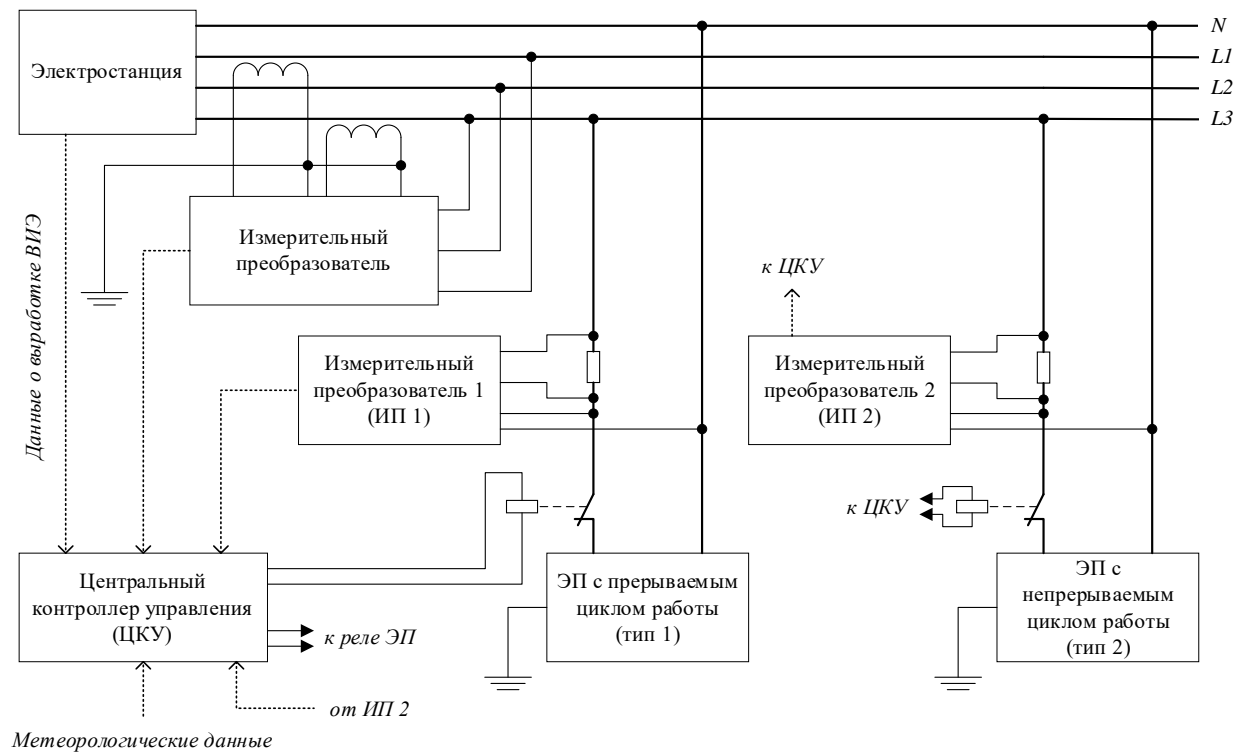 N
Электростанция
L1
L2
L3
Данные о выработке ВИЭ
Измерительный
преобразователь
к ЦКУ
Измерительный
преобразователь 1
(ИП 1)
Измерительный
преобразователь 2
(ИП 2)
к ЦКУ
Центральный
контроллер управления
(ЦКУ)
к реле ЭП
ЭП с прерываемым
циклом работы
(тип 1)
ЭП с
непрерываемым
циклом работы
(тип 2)
от ИП 2
Метеорологические данные